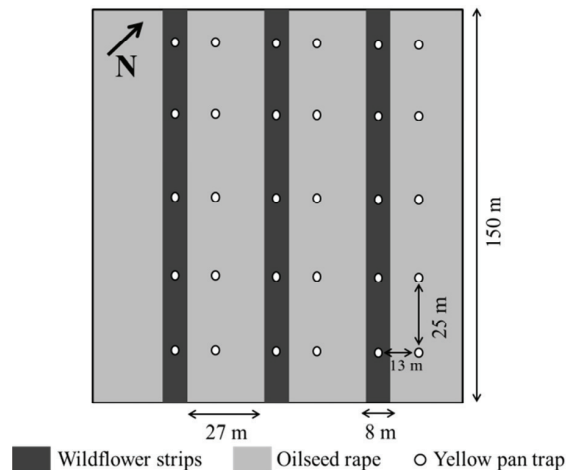 N
150 m
25 m
13 m
27 m
8 m
Wildflower strips
Oilseed rape
Yellow pan trap